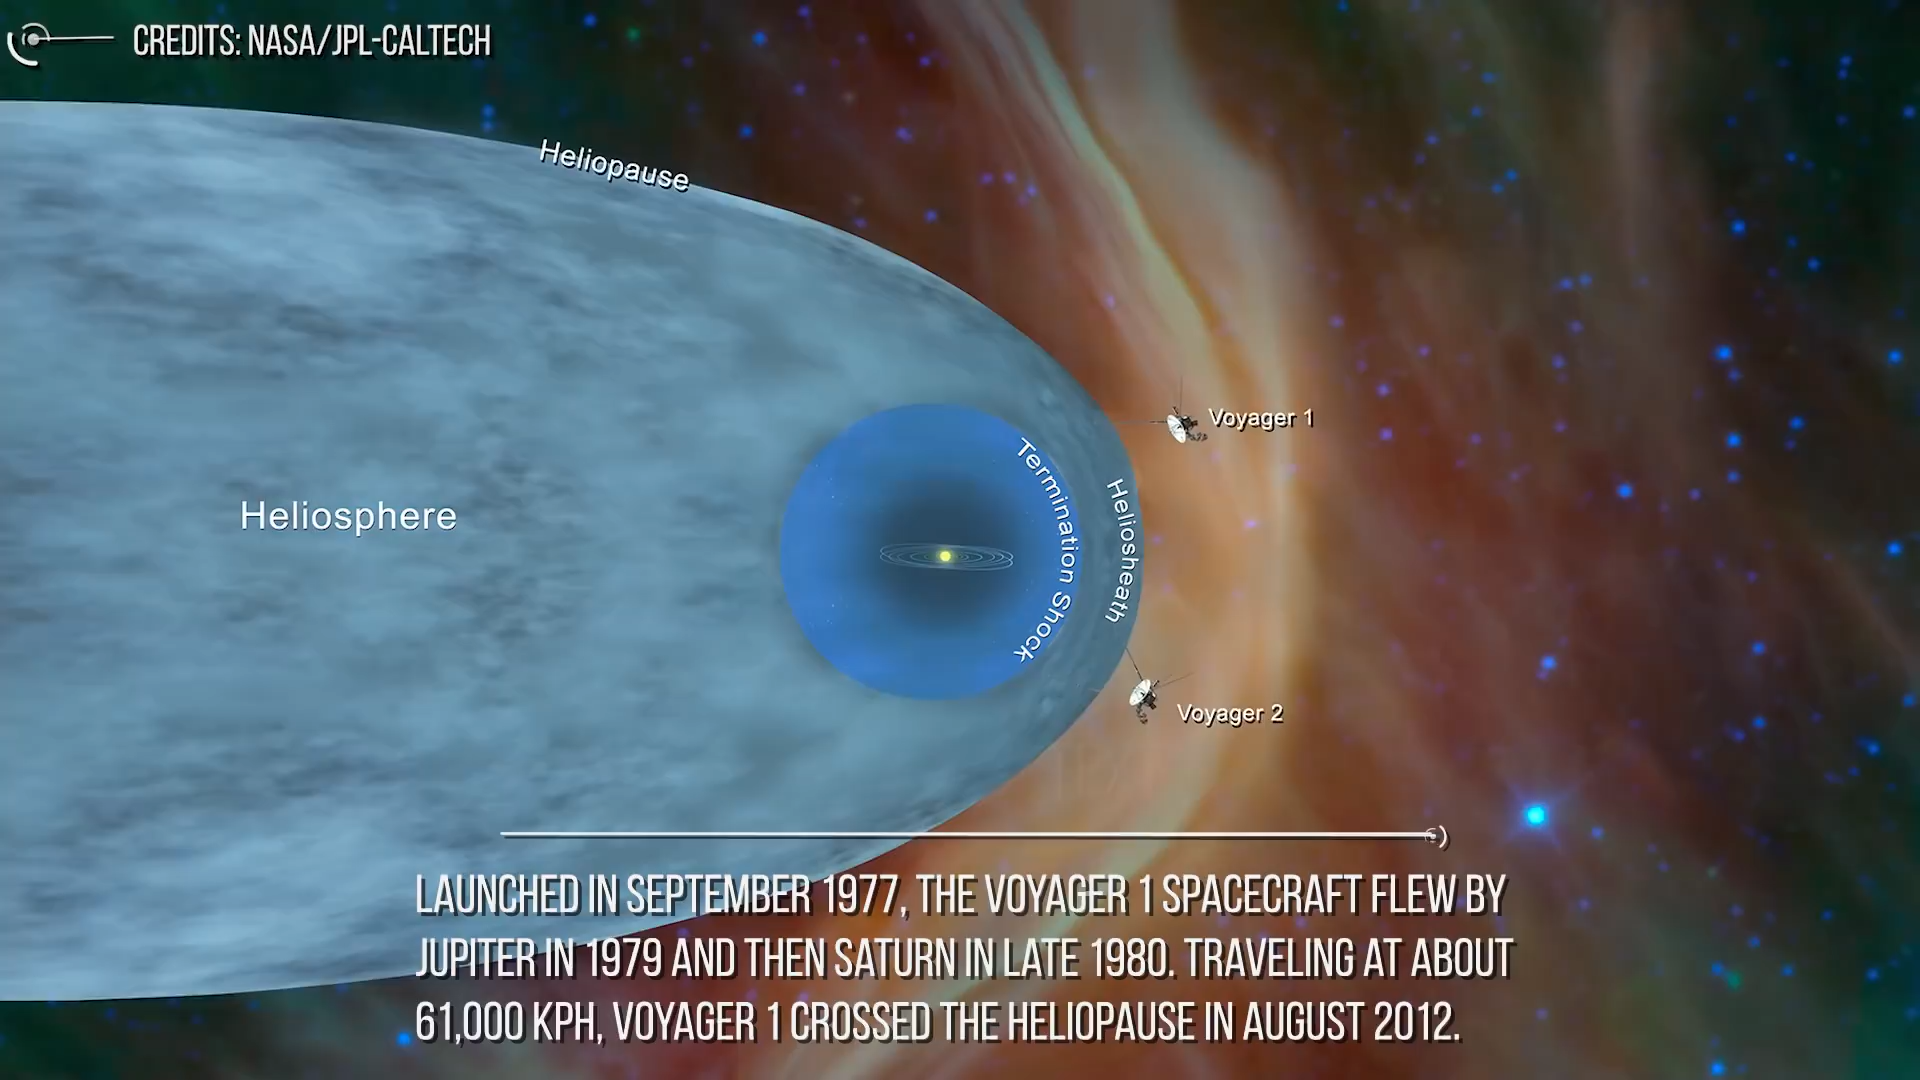 CREDITS: NASA/JPL-CALTECH
Heliopause
Voyager 1
Termination Shock
Heliosheath
Heliosphere
Voyager 2
LAUNCHED IN SEPTEMBER 1977, THE VOYAGER 1 SPACECRAFT FLEW BY
JUPITER IN 1979 AND THEN SATURN IN LATE 1980. TRAVELING AT ABOUT
61,000 KPH, VOYAGER 1 CROSSED THE HELIOPAUSE IN AUGUST 2012.